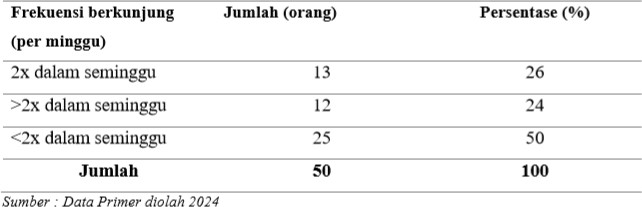 Frekuensi berkunjung Jumlah (orang) Persentase (%)
(per minggu)
2x dalam seminggu 13 26
>2x dalam seminggu 12 24
<2x dalam seminggu 25 50
Jumlah 50 100
Sumber : Data Primer diolah 2024